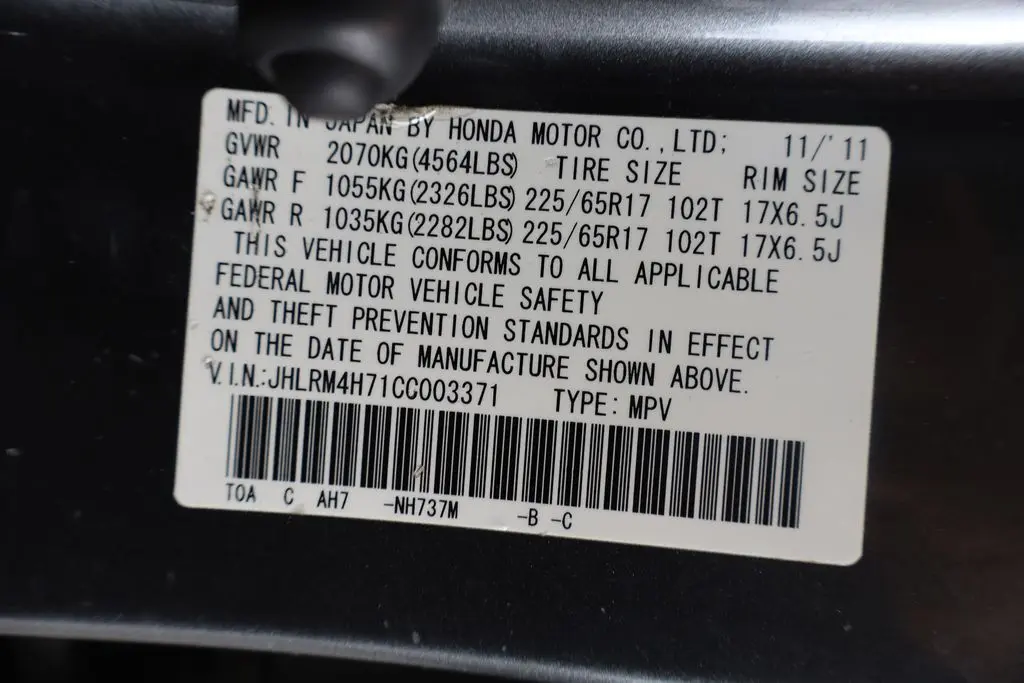 MFD. IN JAPAN BY HONDA MOTOR CO.,LTD; 11/'11
GVWR 2070KG(4564LBS) TIRE SIZE RIM SIZE
GAWR F 1055KG(2326LBS) 225/65R17 102T 17X6.5J
GAWR R 1035KG(2282LBS) 225/65R17 102T 17X6.5J
THIS VEHICLE CONFORMS TO ALL APPLICABLE
FEDERAL MOTOR VEHICLE SAFETY
AND THEFT PREVENTION STANDARDS IN EFFECT
ON THE DATE OF MANUFACTURE SHOWN ABOVE.
V.I.N.:JHLRM4H71CC003371 TYPE:MPV
TOA C AH7 -NH737M -B -C